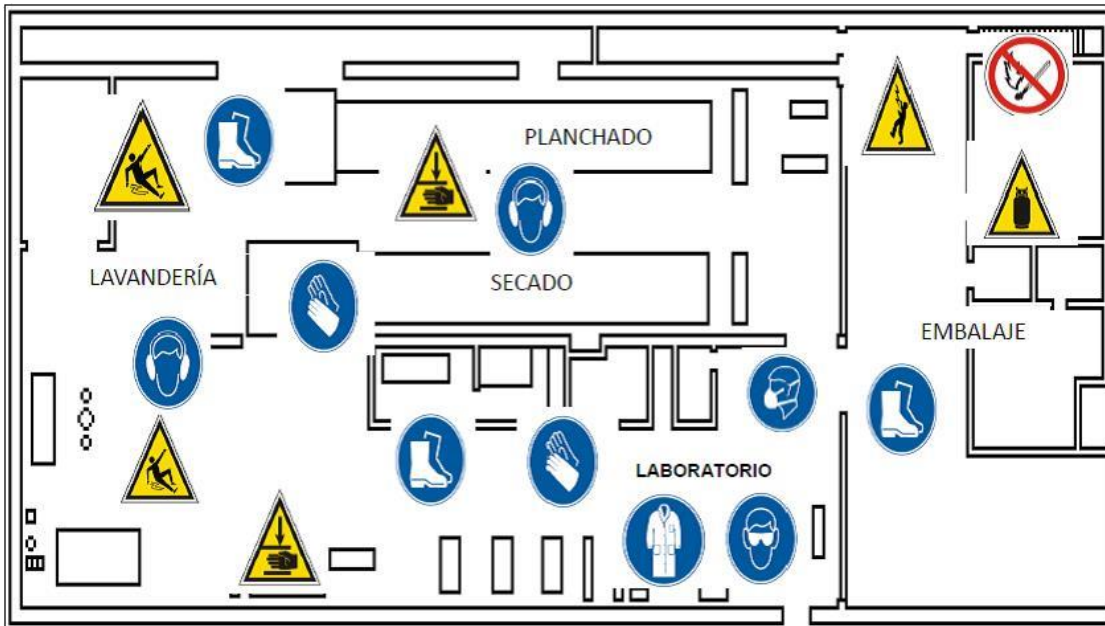 PLANCHADO
LAVANDERÍA
SECADO
EMBALAJE
LABORATORIO